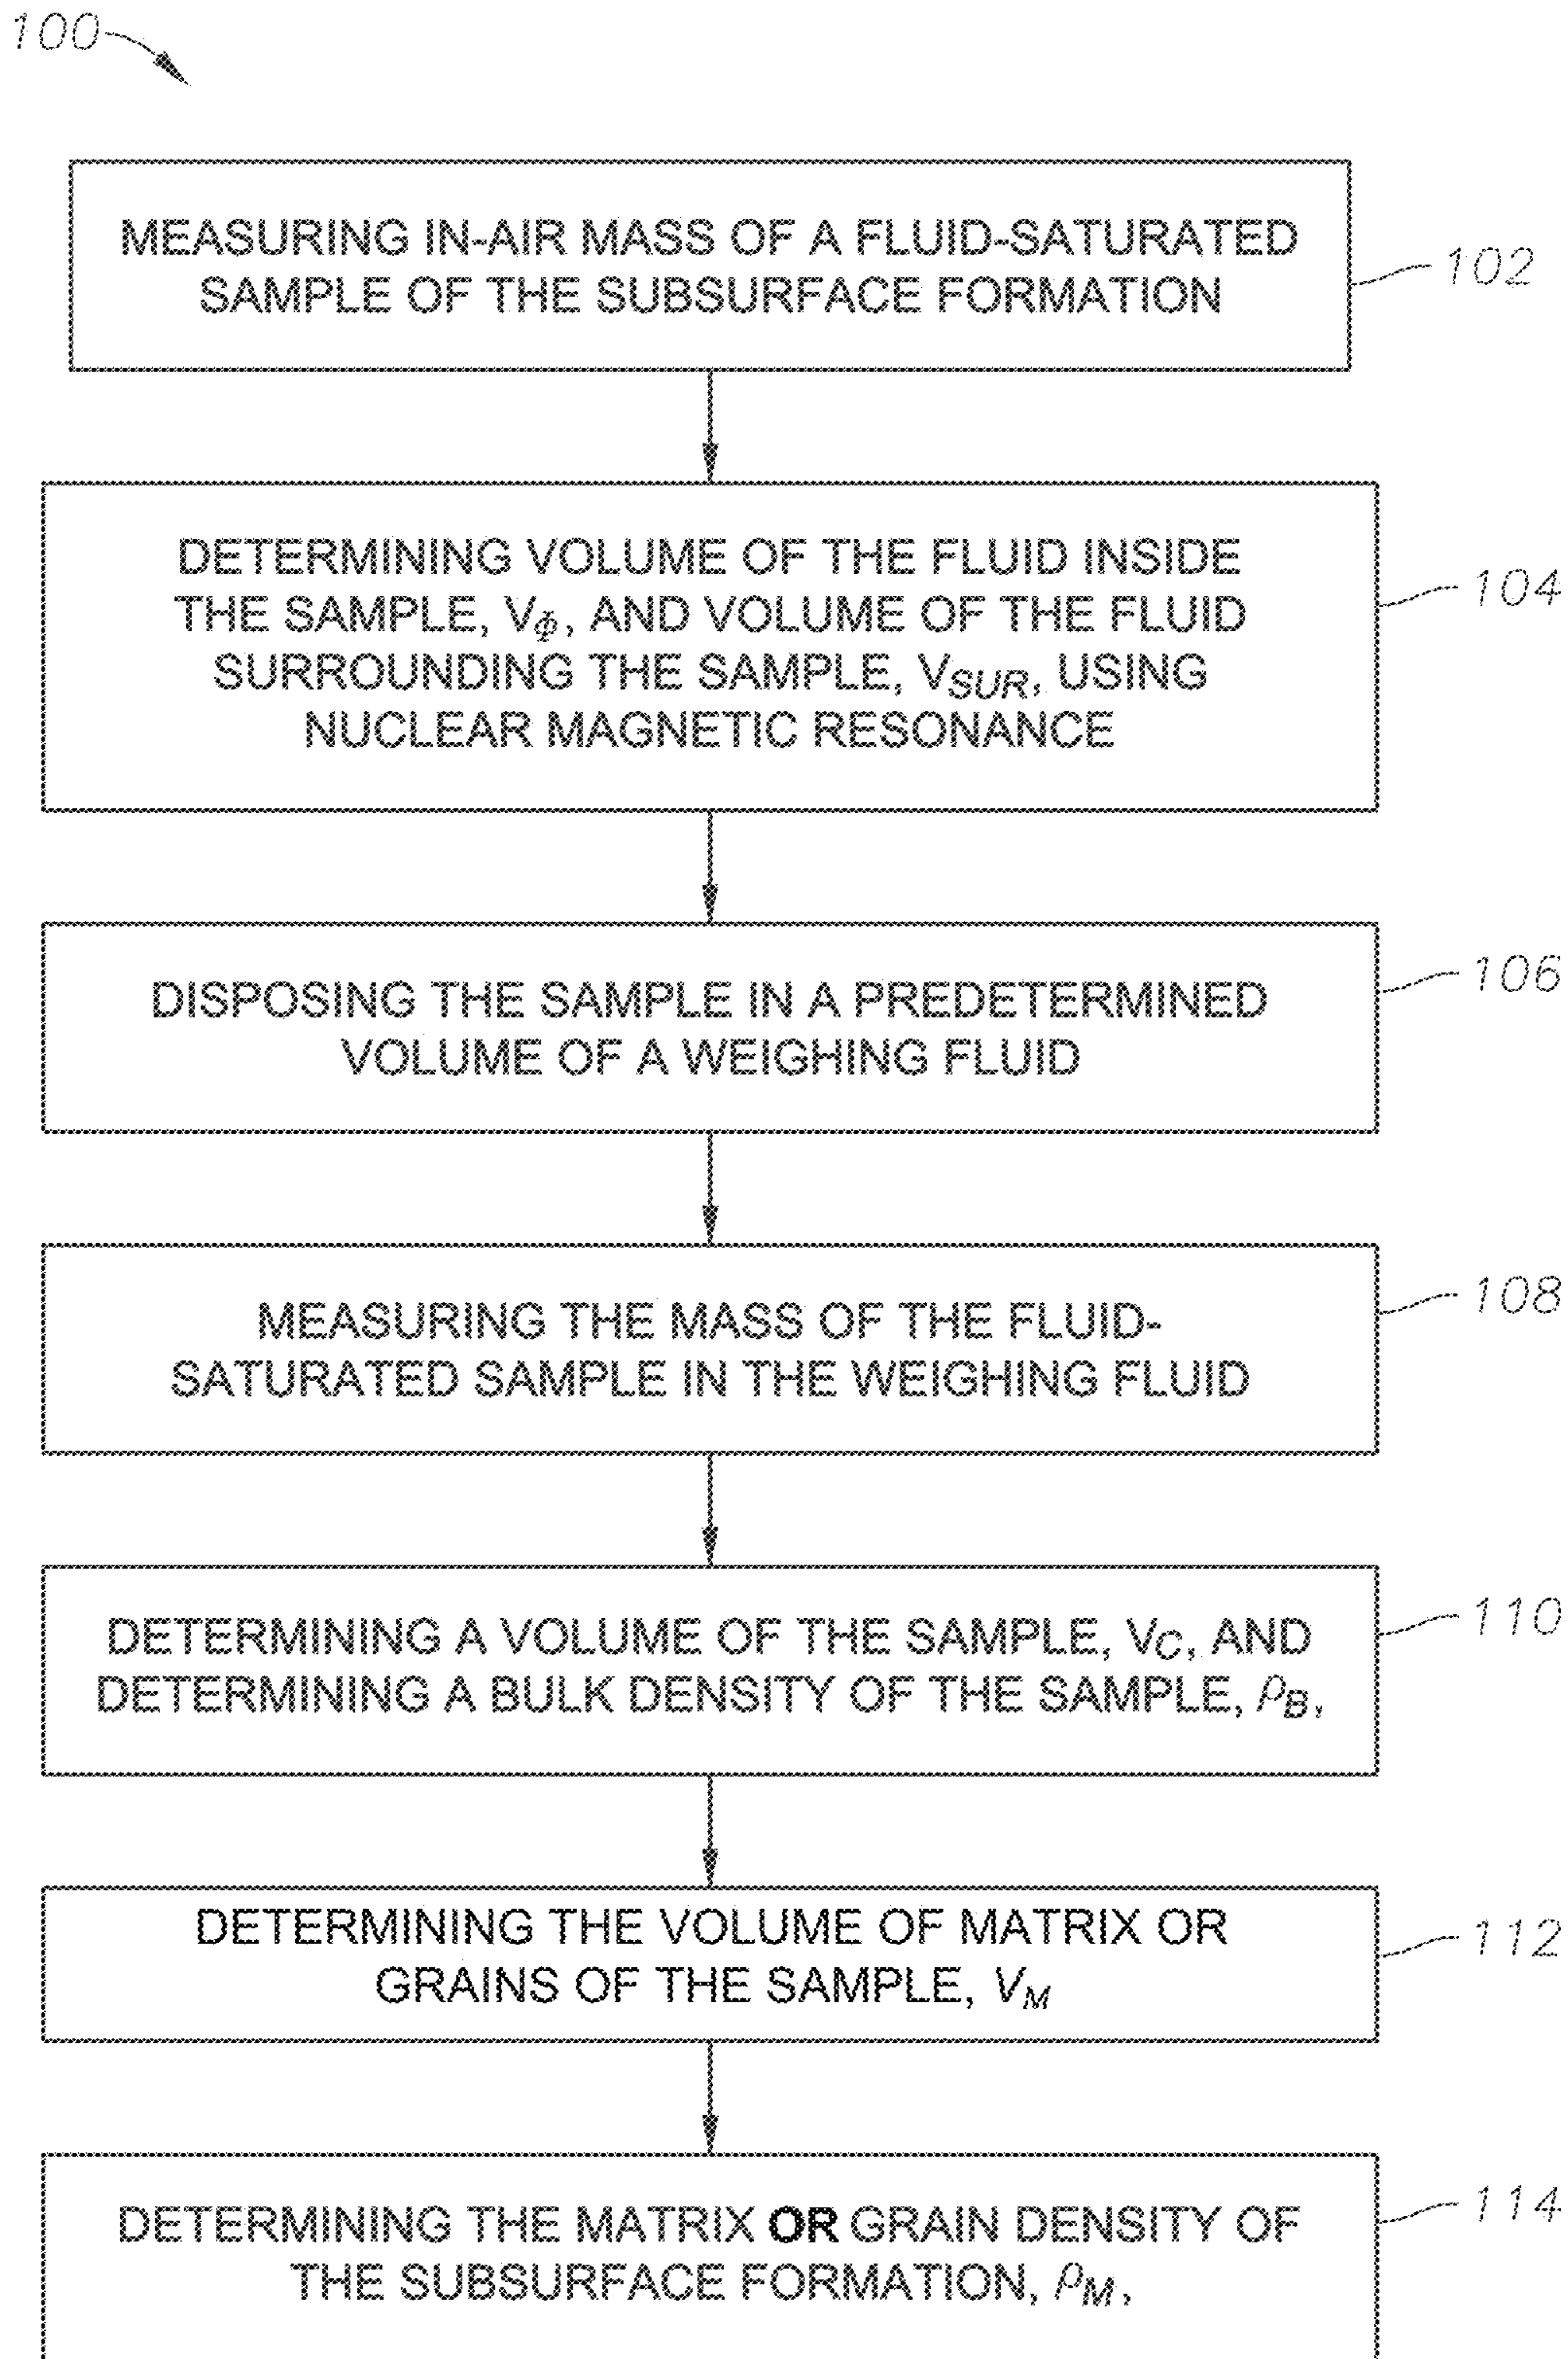 100
MEASURING IN-AIR MASS OF A FLUID-SATURATED
SAMPLE OF THE SUBSURFACE FORMATION
102
DETERMINING VOLUME OF THE FLUID INSIDE
THE SAMPLE, VΦ, AND VOLUME OF THE FLUID
SURROUNDING THE SAMPLE, VSUR, USING
NUCLEAR MAGNETIC RESONANCE
104
DISPOSING THE SAMPLE IN A PREDETERMINED
VOLUME OF A WEIGHING FLUID
106
MEASURING THE MASS OF THE FLUID-
SATURATED SAMPLE IN THE WEIGHING FLUID
108
DETERMINING A VOLUME OF THE SAMPLE, VC, AND
DETERMINING A BULK DENSITY OF THE SAMPLE, ρB,
110
DETERMINING THE VOLUME OF MATRIX OR
GRAINS OF THE SAMPLE, VM
112
DETERMINING THE MATRIX OR GRAIN DENSITY OF
THE SUBSURFACE FORMATION, ρM,
114